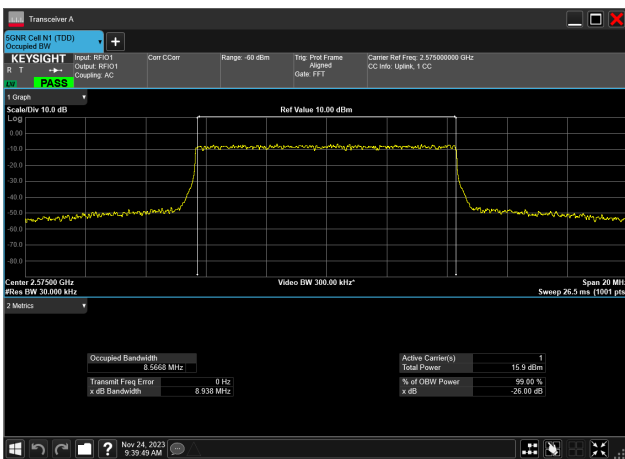 Transceiver A
5GNR Cell N1 (TDD)
Occupied BW
KEYSIGHT
R T
PASS
Input: RFIO1
Output: RFIO1
Coupling: AC
Corr CCorr
Range: -60 dBm
Trig: Prot Frame
Aligned
Gate: FFT
Carrier Ref Freq: 2.575000000 GHz
CC Info: Uplink, 1 CC
1 Graph
Scale/Div 10.0 dB
Ref Value 10.00 dBm
Log
0.00
-10.0
-20.0
-30.0
-40.0
-50.0
-60.0
-70.0
-80.0
Center 2.57500 GHz
Video BW 300.00 kHz*
Span 20 MHz
#Res BW 30.000 kHz
Sweep 26.5 ms (1001 pts
2 Metrics
Occupied Bandwidth
8.5668 MHz
Active Carrier(s) 1
Total Power 15.9 dBm
Transmit Freq Error 0 Hz
x dB Bandwidth 8.938 MHz
% of OBW Power 99.00 %
x dB -26.00 dB
?
Nov 24, 2023
9:39:49 AM